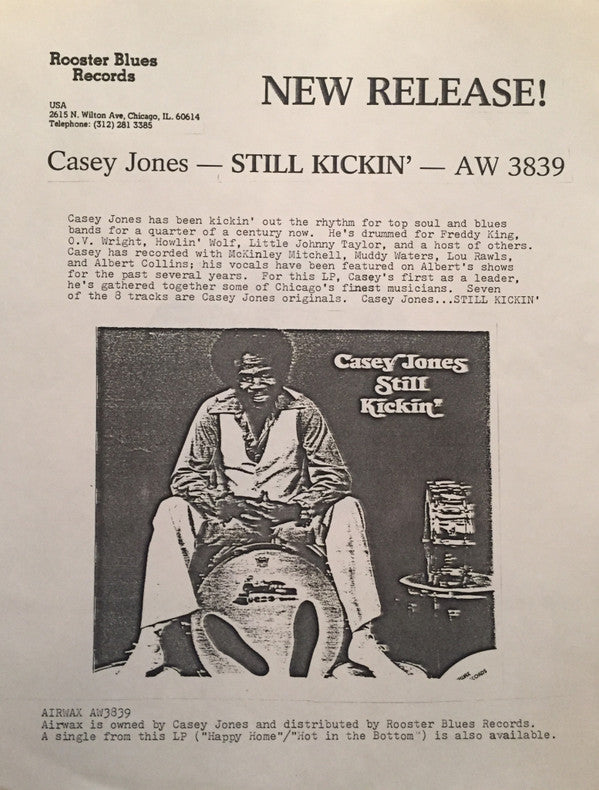 Rooster Blues
Records
NEW RELEASE!
USA
2615 N. Wilton Ave, Chicago, IL. 60614
Telephone: (312) 281 3385
Casey Jones — STILL KICKIN' — AW 3839
Casey Jones has been kickin' out the rhythm for top soul and blues
bands for a quarter of a century now. He's drummed for Freddy King,
O.V. Wright, Howlin' Wolf, Little Johnny Taylor, and a host of others.
Casey has recorded with McKinley Mitchell, Muddy Waters, Lou Rawls,
and Albert Collins; his vocals have been featured on Albert's shows
for the past several years. For this LP, Casey's first as a leader,
he's gathered together some of Chicago's finest musicians. Seven
of the 8 tracks are Casey Jones originals. Casey Jones...STILL KICKIN'
Casey Jones
Still
Kickin'
AIRWAX AW3839
Airwax is owned by Casey Jones and distributed by Rooster Blues Records.
A single from this LP ("Happy Home"/"Hot in the Bottom") is also available.